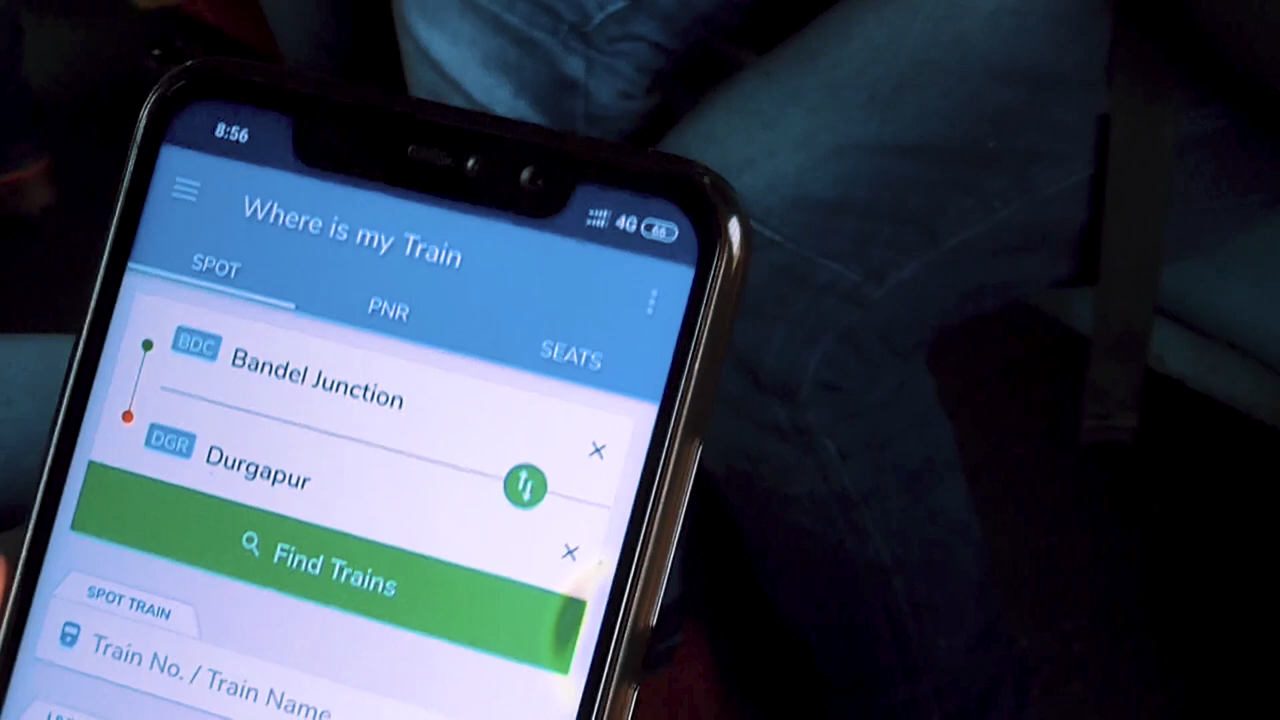 8:56
4G 66
Where is my Train
SPOT
PNR
SEATS
BDC Bandel Junction
DGR Durgapur
Find Trains
SPOT TRAIN
Train No. / Train Name